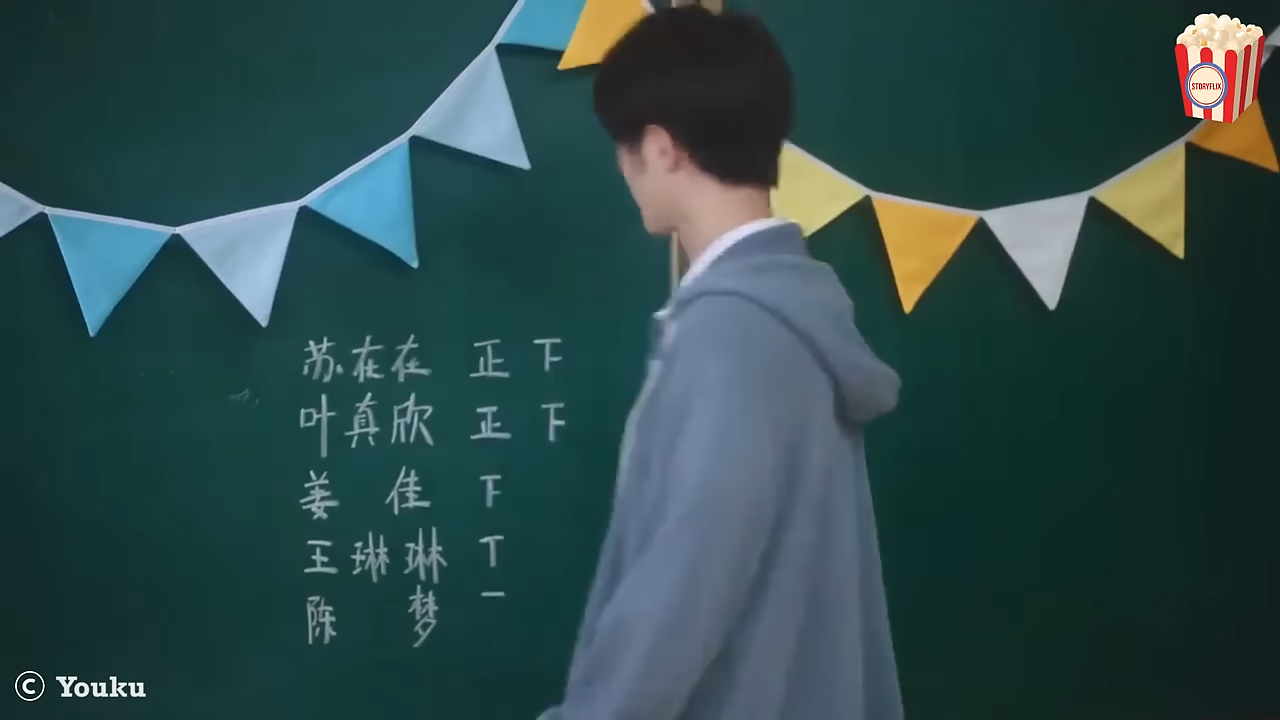 STORYFLIX
苏在在 正 下
叶真欣 正 下
姜 佳 下
王琳琳 T
陈 梦 一
© Youku